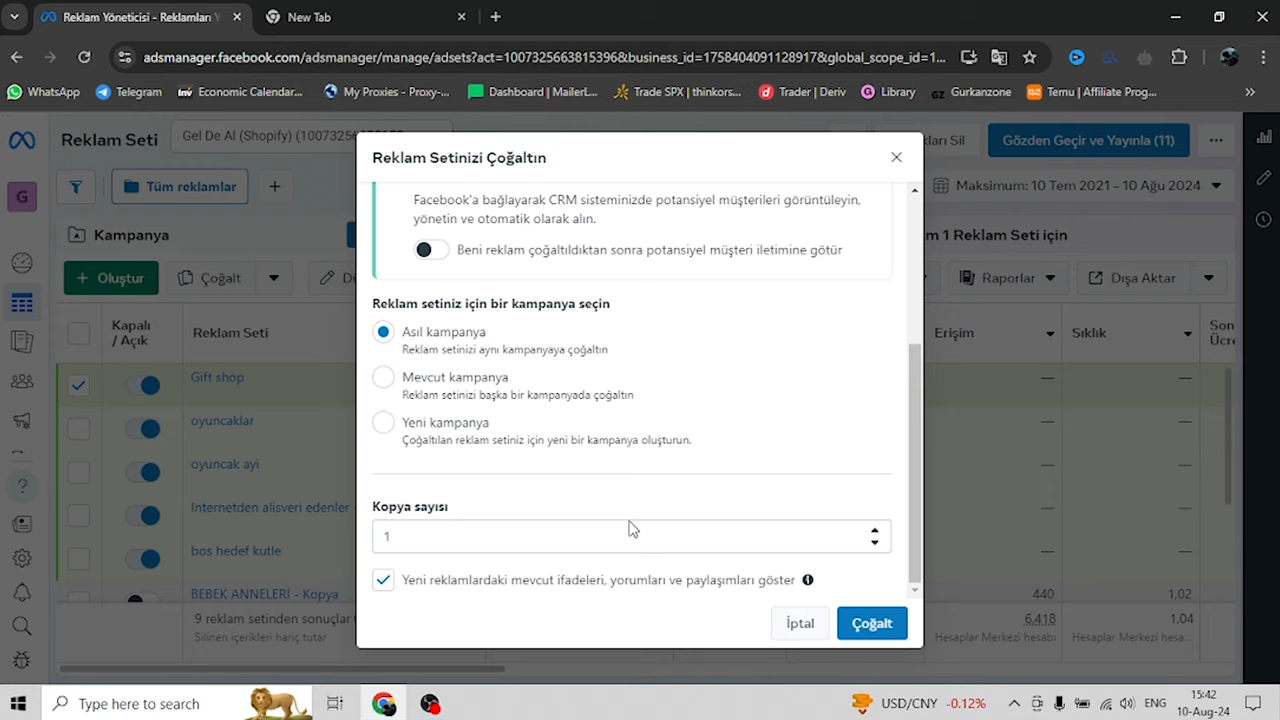 Reklam Yöneticisi - Reklamları Y
New Tab
adsmanager.facebook.com/adsmanager/manage/adsets?act=1007325663815396&business_id=1758404091128917&global_scope_id=1...
WhatsApp
Telegram
Economic Calendar...
My Proxies - Proxy-...
Dashboard | MailerL...
Trade SPX | thinkors...
Trader | Deriv
Library
GZ Gurkanzone
Temu | Affiliate Prog...
Reklam Seti
Gel De Al (Shopify)
ları Sil
Gözden Geçir ve Yayınla (11)
G
Tüm reklamlar
Maksimum: 10 Tem 2021 – 10 Ağu 2024
Kampanya
1 Reklam Seti için
+ Oluştur
Çoğalt
Raporlar
Dışa Aktar
Kapalı
/ Açık
Reklam Seti
Erişim
Sıklık
Son
Ücre
Gift shop
—
—
oyuncaklar
—
—
oyuncak ayi
—
—
Internetden alisveri edenler
—
—
bos hedef kutle
—
—
BEBEK ANNELERİ - Kopya
440
1,02
9 reklam setinden sonuçlar
Silinen içerikleri hariç tutar
6.418
Hesaplar Merkezi hesabı
1,04
Hesaplar Merkezi hesa...
Reklam Setinizi Çoğaltın
Facebook'a bağlayarak CRM sisteminizde potansiyel müşterileri görüntüleyin,
yönetin ve otomatik olarak alın.
Beni reklam çoğaltıldıktan sonra potansiyel müşteri iletimine götür
Reklam setiniz için bir kampanya seçin
Asıl kampanya
Reklam setinizi aynı kampanyaya çoğaltın
Mevcut kampanya
Reklam setinizi başka bir kampanyada çoğaltın
Yeni kampanya
Çoğaltılan reklam setiniz için yeni bir kampanya oluşturun.
Kopya sayısı
1
Yeni reklamlardaki mevcut ifadeleri, yorumları ve paylaşımları göster
İptal
Çoğalt
Type here to search
USD/CNY -0.12%
ENG
15:42
10-Aug-24